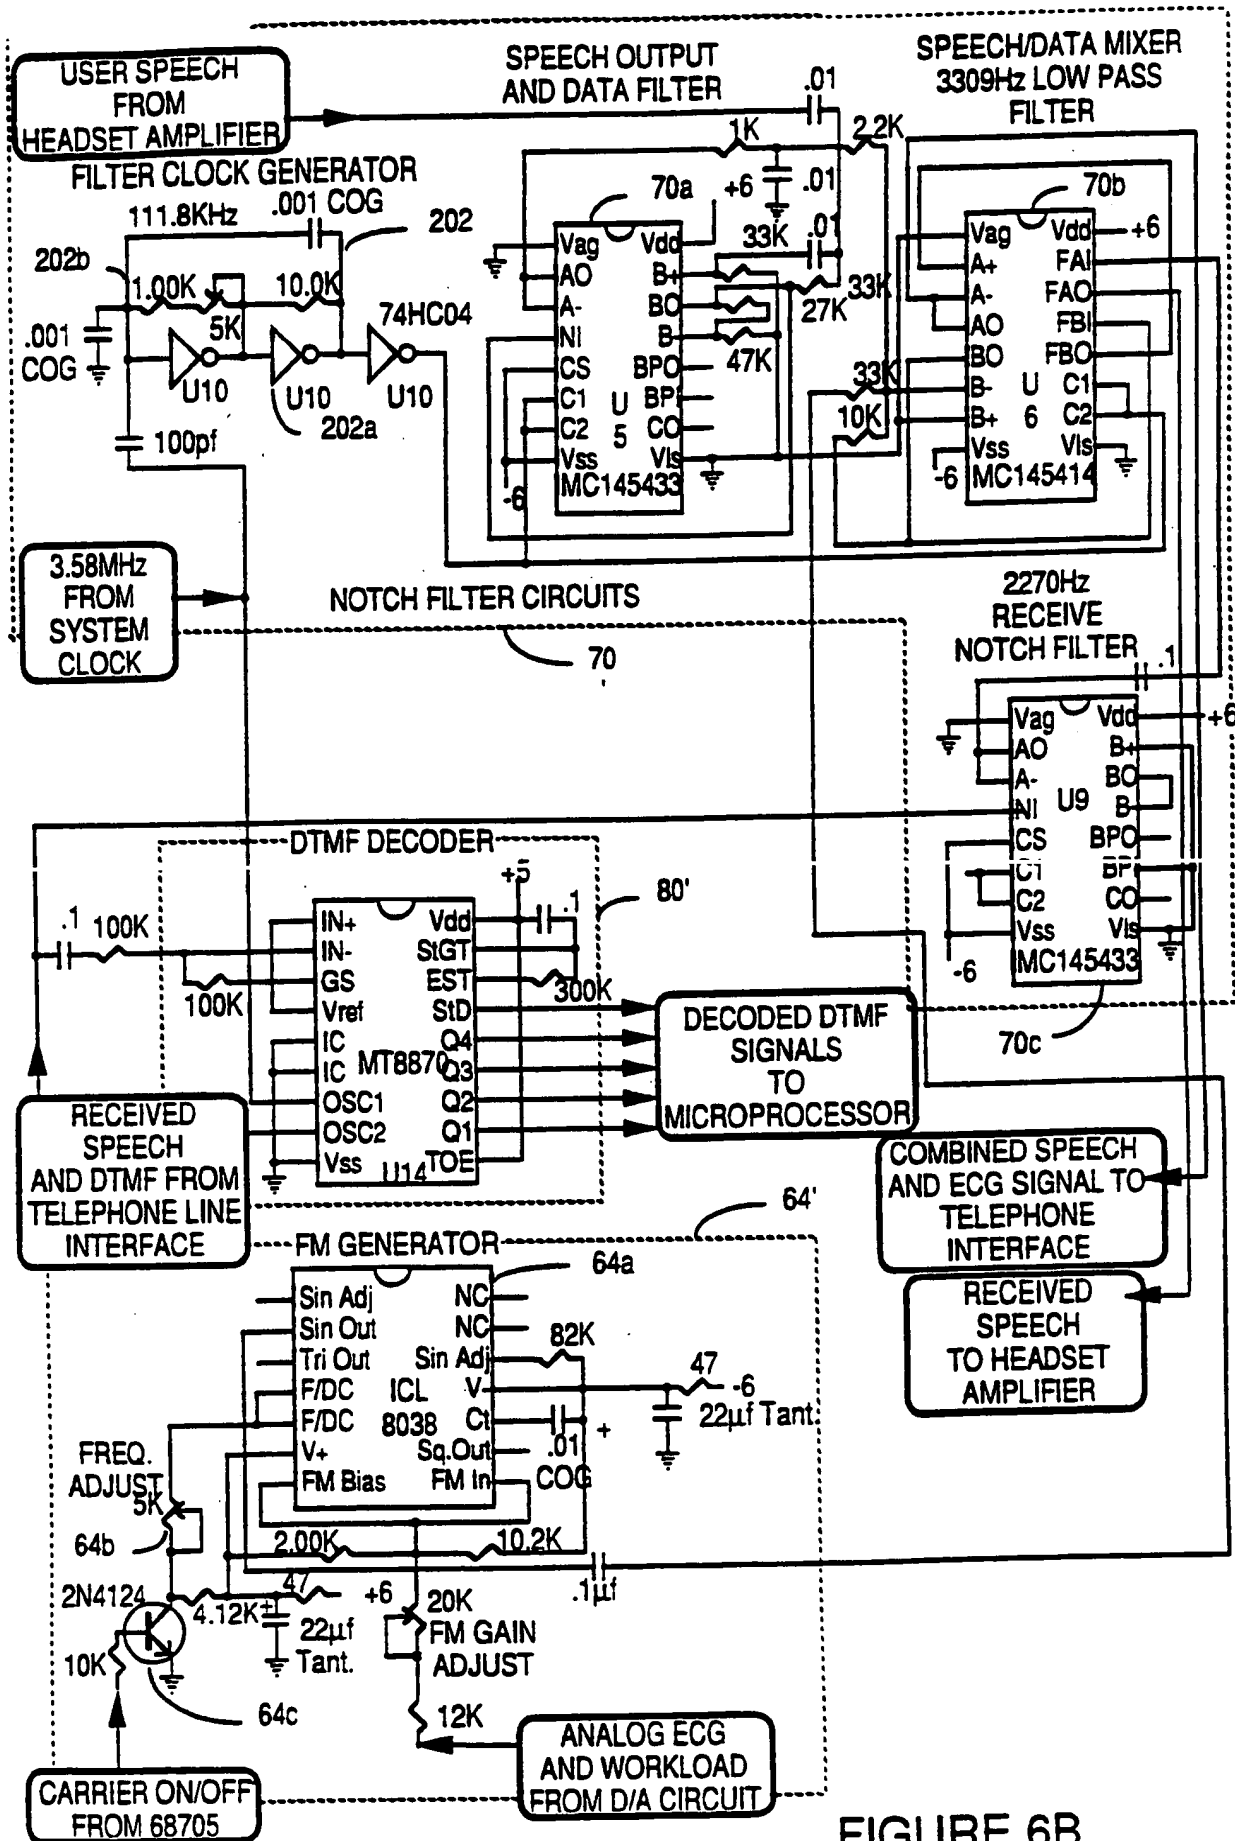 USER SPEECH
FROM
HEADSET AMPLIFIER
SPEECH OUTPUT
AND DATA FILTER
SPEECH/DATA MIXER
3309Hz LOW PASS
FILTER
.01
1K
2.2K
FILTER CLOCK GENERATOR
111.8KHz
.001 COG
202
70a
+6
.01
70b
202b
1.00K
10.0K
5K
74HC04
.001
COG
U10
U10
U10
202a
100pf
33K
.01
33K
27K
47K
33K
10K
Vag
AO
A-
NI
CS
C1
C2
Vss
Vdd
B+
BO
B
BPO
BPI
CO
Vls
U
5
MC145433
-6
Vag
A+
A-
AO
BO
B-
B+
Vss
Vdd
FAI
FAO
FBI
FBO
C1
C2
Vls
U
6
MC145414
+6
-6
3.58MHz
FROM
SYSTEM
CLOCK
NOTCH FILTER CIRCUITS
70
2270Hz
RECEIVE
NOTCH FILTER
.1
Vag
AO
A-
NI
CS
C1
C2
Vss
Vdd
B+
BO
B-
BPO
BPI
CO
Vls
U9
MC145433
+6
-6
70c
DTMF DECODER
+5
.1
80'
.1
100K
100K
IN+
IN-
GS
Vref
IC
IC
OSC1
OSC2
Vss
Vdd
StGT
EST
StD
Q4
Q3
Q2
Q1
TOE
MT8870
U14
300K
DECODED DTMF
SIGNALS
TO
MICROPROCESSOR
RECEIVED
SPEECH
AND DTMF FROM
TELEPHONE LINE
INTERFACE
COMBINED SPEECH
AND ECG SIGNAL TO
TELEPHONE
INTERFACE
RECEIVED
SPEECH
TO HEADSET
AMPLIFIER
64'
FM GENERATOR
64a
Sin Adj
Sin Out
Tri Out
F/DC
F/DC
V+
FM Bias
NC
NC
Sin Adj
V-
Ct
Sq.Out
FM In
ICL
8038
82K
47
-6
22µf Tant.
+
.01
COG
FREQ.
ADJUST
5K
64b
2.00K
10.2K
.1µf
2N4124
4.12K
47
+6
+
22µf
Tant.
20K
FM GAIN
ADJUST
10K
64c
12K
ANALOG ECG
AND WORKLOAD
FROM D/A CIRCUIT
CARRIER ON/OFF
FROM 68705
FIGURE 6B